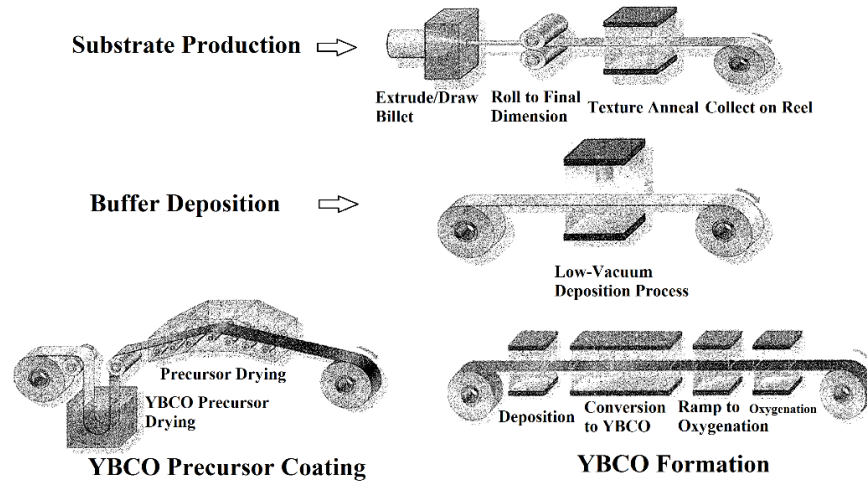 Substrate Production
Extrude/Draw
Billet
Roll to Final
Dimension
Texture Anneal
Collect on Reel
Buffer Deposition
Low-Vacuum
Deposition Process
Precursor Drying
YBCO Precursor
Drying
YBCO Precursor Coating
Deposition
Conversion
to YBCO
Ramp to
Oxygenation
Oxygenation
YBCO Formation